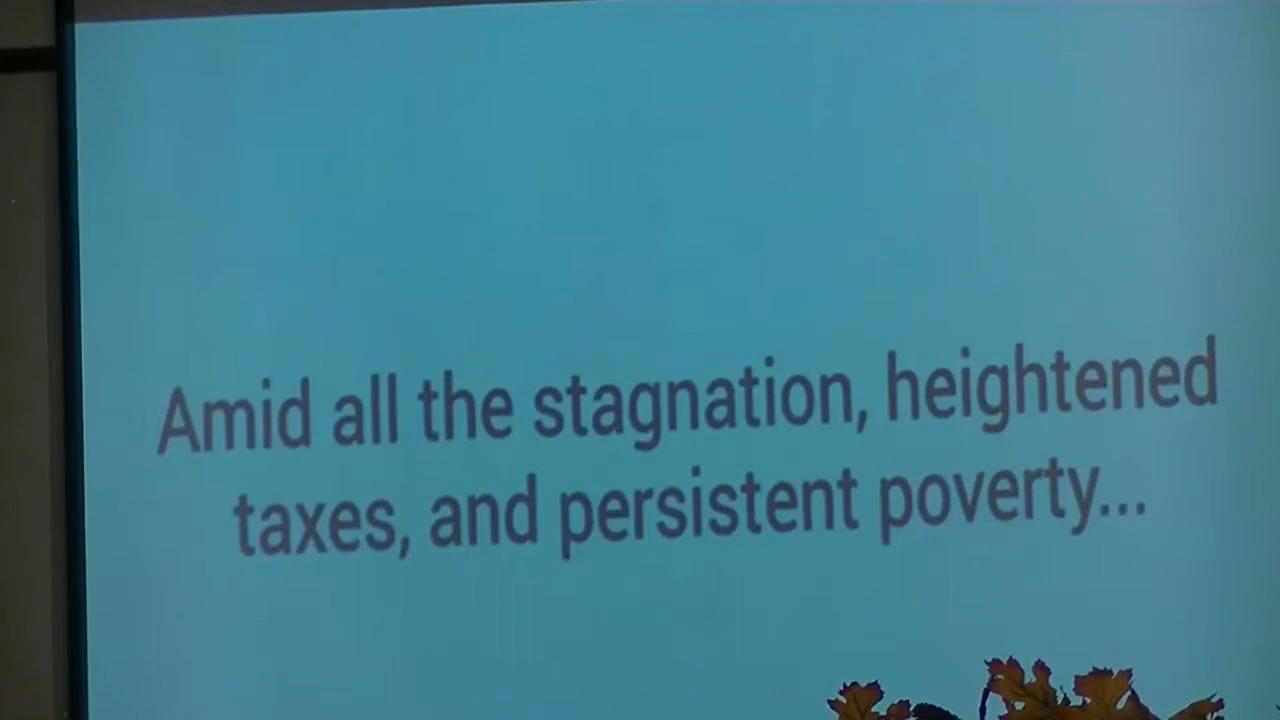 Amid all the stagnation, heightened
taxes, and persistent poverty...